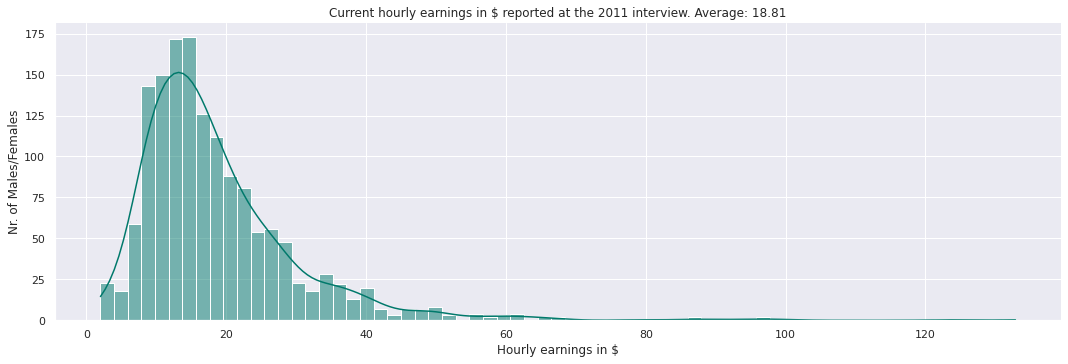 Current hourly earnings in $ reported at the 2011 interview. Average: 18.81
175
150
125
100
75
50
25
0
Nr. of Males/Females
0 20 40 60 80 100 120
Hourly earnings in $